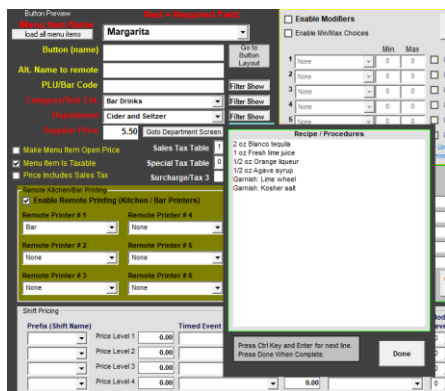 Button Preview
Red = Required Field
Menu Item Name
load all menu items
Margarita
Button (name)
Go to Button Layout
Alt. Name to remote
PLU/Bar Code
Filter Show
Category/Sub Cat.
Bar Drinks
Filter Show
Department
Cider and Seltzer
Filter Show
Regular Price
5.50
Goto Department Screen
Make Menu Item Open Price
Sales Tax Table
1
Menu Item Is Taxable
Special Tax Table
0
Price Includes Sales Tax
Surcharge/Tax 3
Remote Kitchen/Bar Printing
Enable Remote Printing (Kitchen / Bar Printers)
Remote Printer # 1
Remote Printer # 4
Bar
None
Remote Printer # 2
Remote Printer # 5
None
None
Remote Printer # 3
Remote Printer # 6
None
None
Enable Modifiers
Enable Min/Max Choices
Min Max
1 None 0 0
2 None 0 0
3 None 0 0
4 None 0 0
5
Recipe / Procedures
2 oz Blanco tequila
1 oz Fresh lime juice
1/2 oz Orange liqueur
1/2 oz Agave syrup
Garnish: Lime wheel
Garnish: Kosher salt
Press Ctrl Key and Enter for next line.
Press Done When Complete.
Done
Shift Pricing
Prefix (Shift Name)
Timed Event
Price Level 1 0.00
Price Level 2 0.00
Price Level 3 0.00
Price Level 4 0.00
0.00